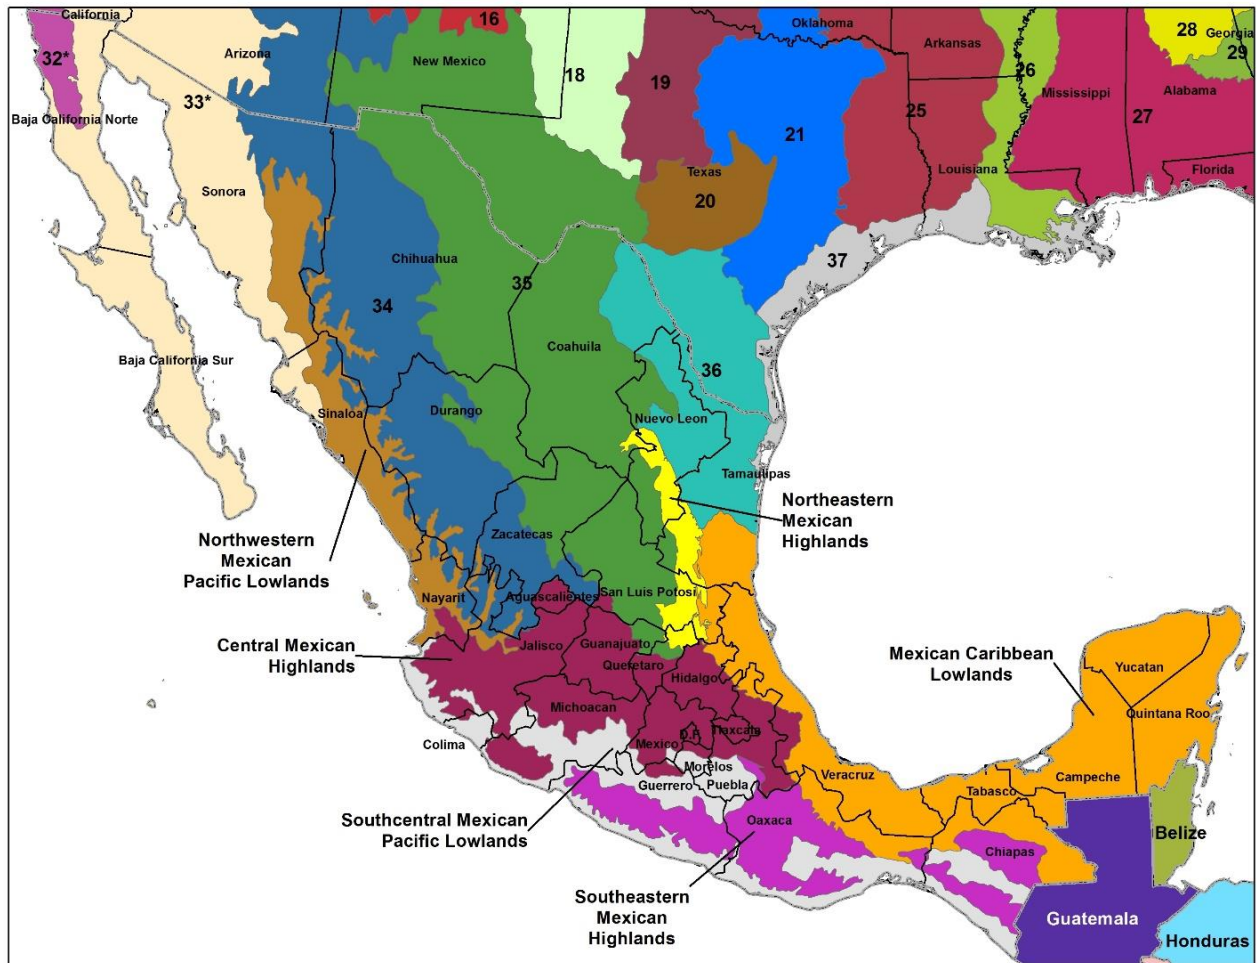 California
Oklahoma
16
28
Georgia
Arkansas
Arizona
New Mexico
29
32*
18
19
26
Mississippi
Alabama
33*
25
27
Baja California Norte
21
Texas
Louisiana
Florida
Sonora
20
Chihuahua
37
35
34
Coahuila
Baja California Sur
36
Sinaloa
Durango
Nuevo Leon
Tamaulipas
Northeastern
Mexican
Highlands
Zacatecas
Northwestern
Mexican
Pacific Lowlands
Nayarit
Aguascalientes
San Luis Potosi
Central Mexican
Highlands
Jalisco
Guanajuato
Queretaro
Hidalgo
Mexican Caribbean
Lowlands
Yucatan
Quintana Roo
Michoacan
Colima
D.F.
Tlaxcala
Mexico
Morelos
Puebla
Guerrero
Veracruz
Campeche
Tabasco
Southcentral Mexican
Pacific Lowlands
Oaxaca
Belize
Chiapas
Southeastern
Mexican
Highlands
Guatemala
Honduras